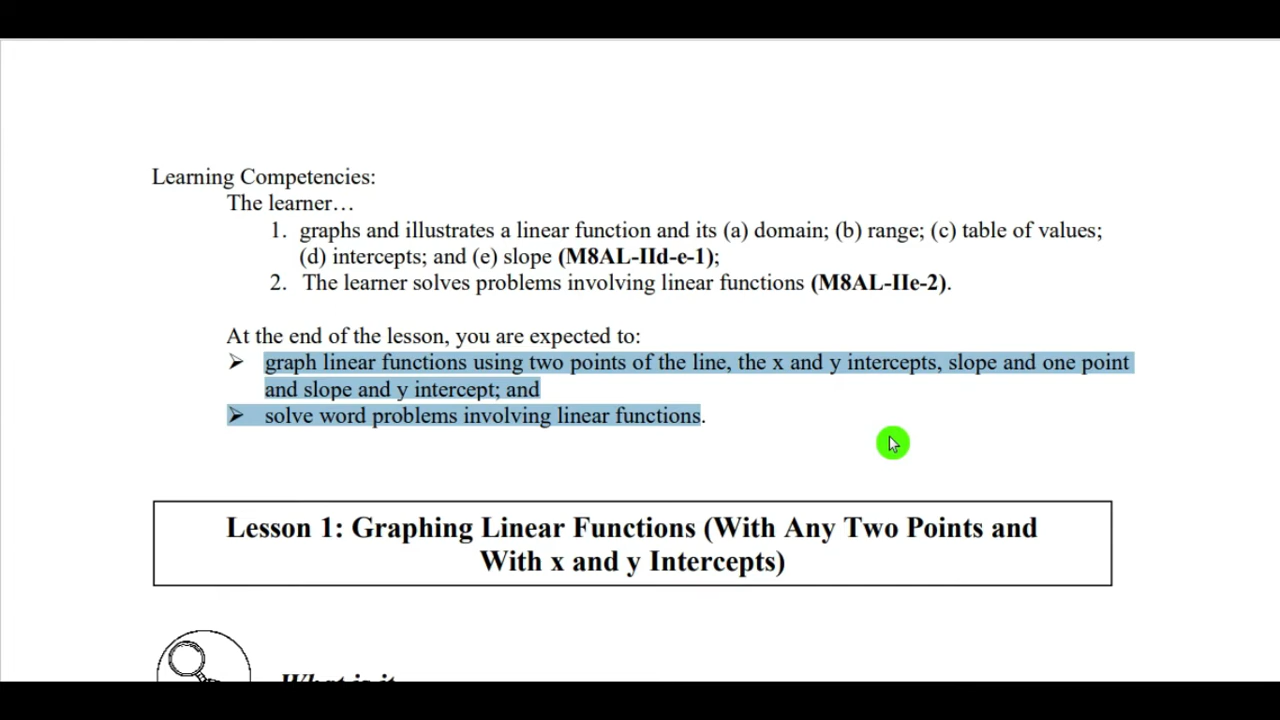 Learning Competencies:
The learner…
1. graphs and illustrates a linear function and its (a) domain; (b) range; (c) table of values;
(d) intercepts; and (e) slope (M8AL-IId-e-1);
2. The learner solves problems involving linear functions (M8AL-IIe-2).
At the end of the lesson, you are expected to:
➢ graph linear functions using two points of the line, the x and y intercepts, slope and one point
and slope and y intercept; and
➢ solve word problems involving linear functions.
Lesson 1: Graphing Linear Functions (With Any Two Points and
With x and y Intercepts)
What is it